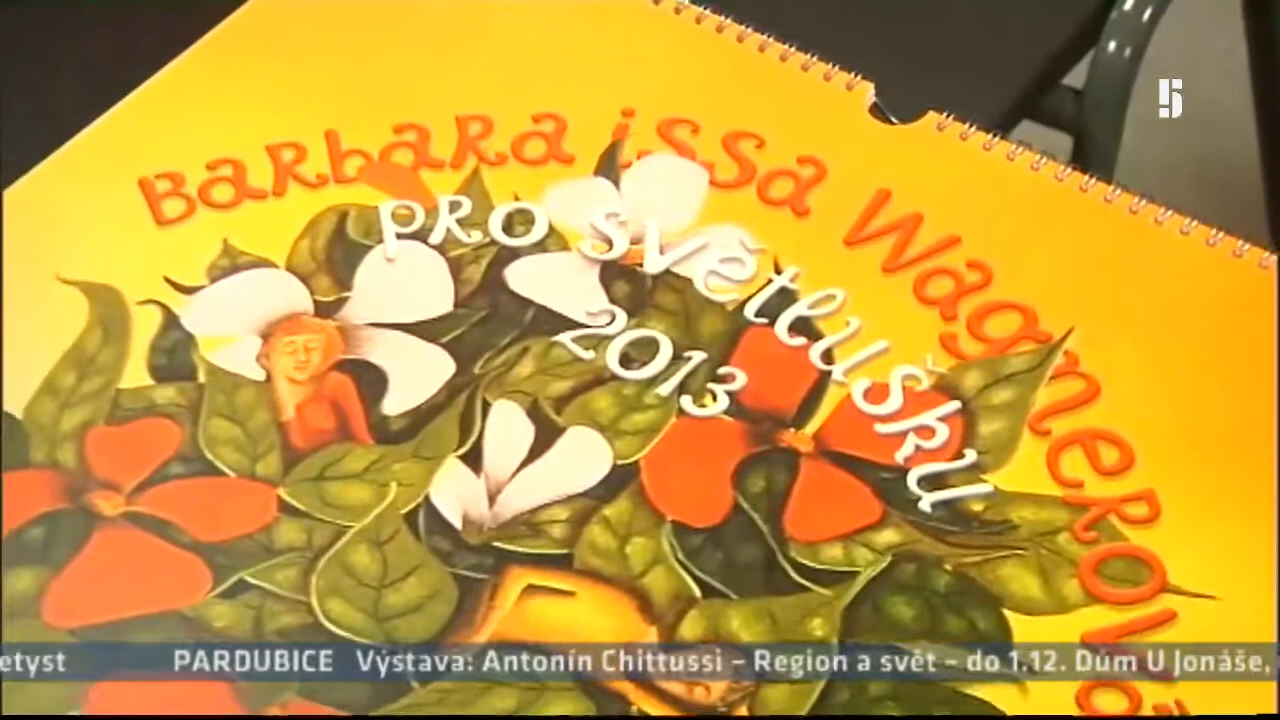 5
Barbara issa Wagnerová
pro světlušku
2013
etyst PARDUBICE Výstava: Antonín Chittussi – Region a svět – do 1.12. Dům U Jonáše,